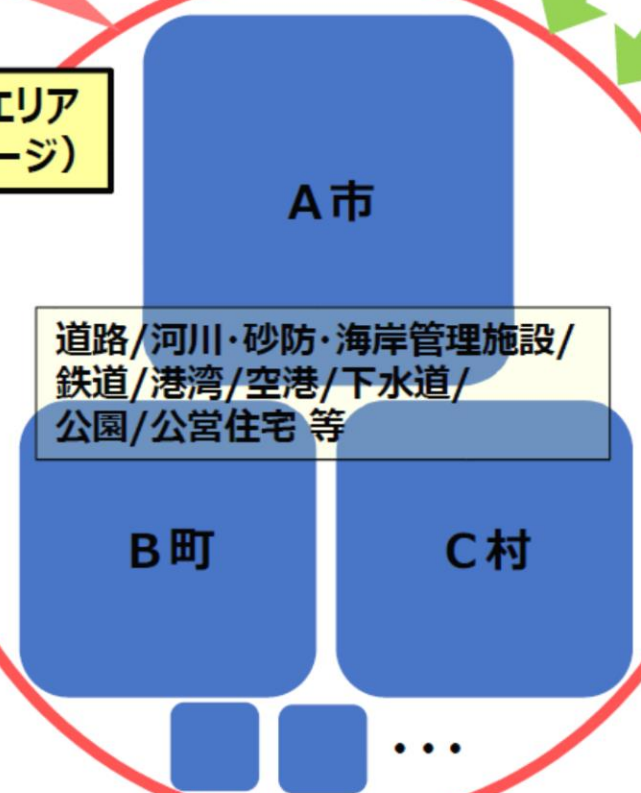 エリア
ージ）
A市
道路/河川・砂防・海岸管理施設/
鉄道/港湾/空港/下水道/
公園/公営住宅 等
B町
C村
・・・